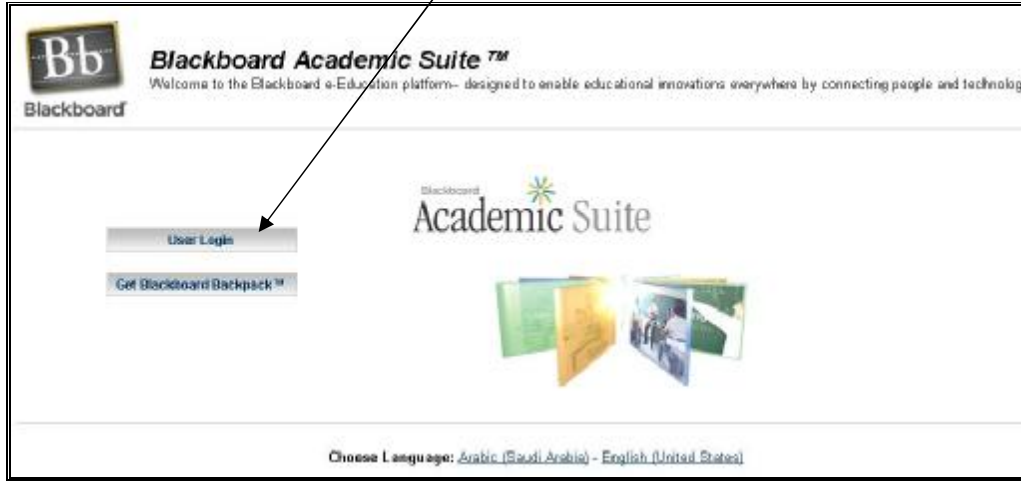 Bb
Blackboard
Blackboard Academic Suite ™
Welcome to the Blackboard e-Education platform– designed to enable educational innovations everywhere by connecting people and technolog
Blackboard
Academic Suite
User Login
Get Blackboard Backpack™
Choose Language: Arabic (Saudi Arabia) - English (United States)